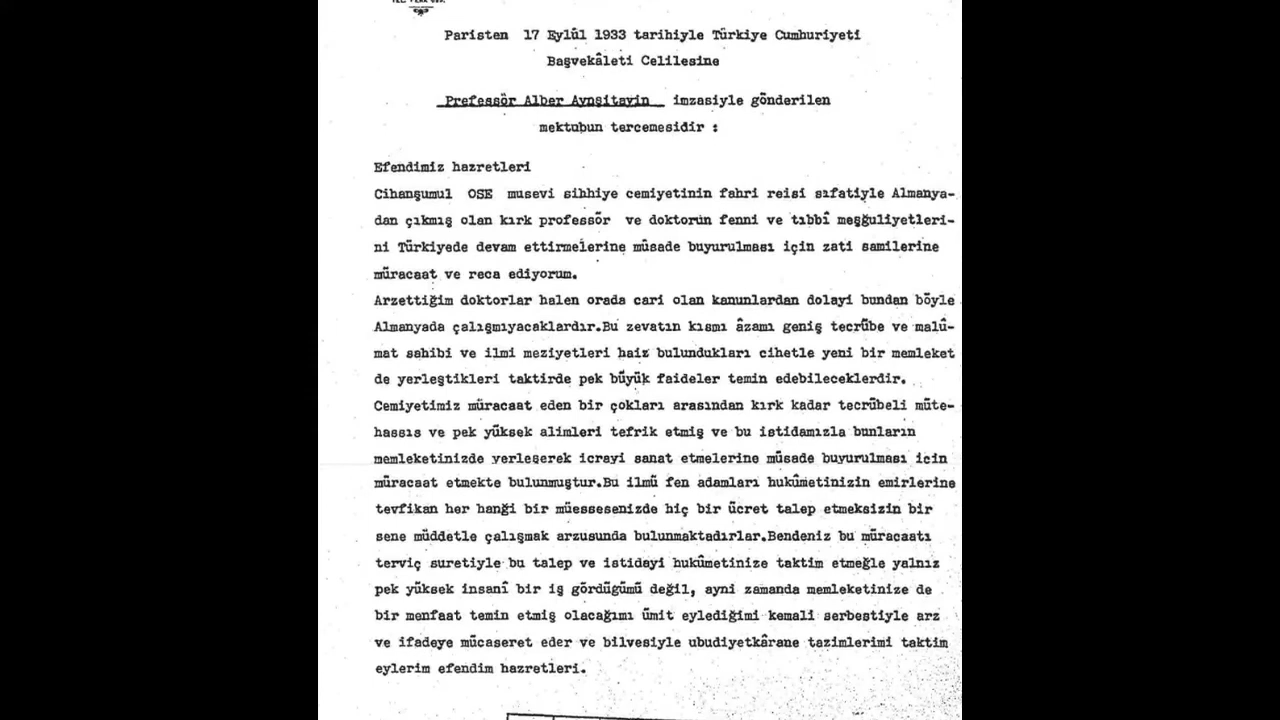 Paristen 17 Eylûl 1933 tarihiyle Türkiye Cumhuriyeti
Başvekâleti Celilesine
Prefessör Alber Aynşitayin imzasiyle gönderilen
mektubun tercemesidir :
Efendimiz hazretleri
Cihanşumul OSE musevi sihhiye cemiyetinin fahri reisi sıfatiyle Almanya-
dan çıkmış olan kırk professör ve doktorun fenni ve tıbbî meşğuliyetleri-
ni Türkiyede devam ettirmelerine müsade buyurulması için zati samilerine
müracaat ve reca ediyorum.
Arzettiğim doktorlar halen orada cari olan kanunlardan dolayi bundan böyle
Almanyada çalışmıyacaklardır.Bu zevatın kısmı âzamı geniş tecrübe ve malû-
mat sahibi ve ilmi meziyetleri haiz bulundukları cihetle yeni bir memleket
de yerleştikleri taktirde pek büyük faideler temin edebileceklerdir.
Cemiyetimiz müracaat eden bir çokları arasından kırk kadar tecrübeli müte-
hassıs ve pek yüksek alimleri tefrik etmiş ve bu istidamızla bunların
memleketinizde yerleşerek icrayi sanat etmelerine müsade buyurulması için
müracaat etmekte bulunmuştur.Bu ilmü fen adamları hukûmetinizin emirlerine
tevfikan her hanği bir müessesenizde hiç bir ücret talep etmeksizin bir
sene müddetle çalışmak arzusunda bulunmaktadırlar.Bendeniz bu müracaatı
terviç suretiyle bu talep ve istidayi hukûmetinize taktim etmeğle yalnız
pek yüksek insanî bir iş gördüğümü değil, ayni zamanda memleketinize de
bir menfaat temin etmiş olacağımı ümit eylediğimi kemali serbestiyle arz
ve ifadeye mücaseret eder ve bilvesiyle ubudiyetkârane tazimlerimi taktim
eylerim efendim hazretleri.